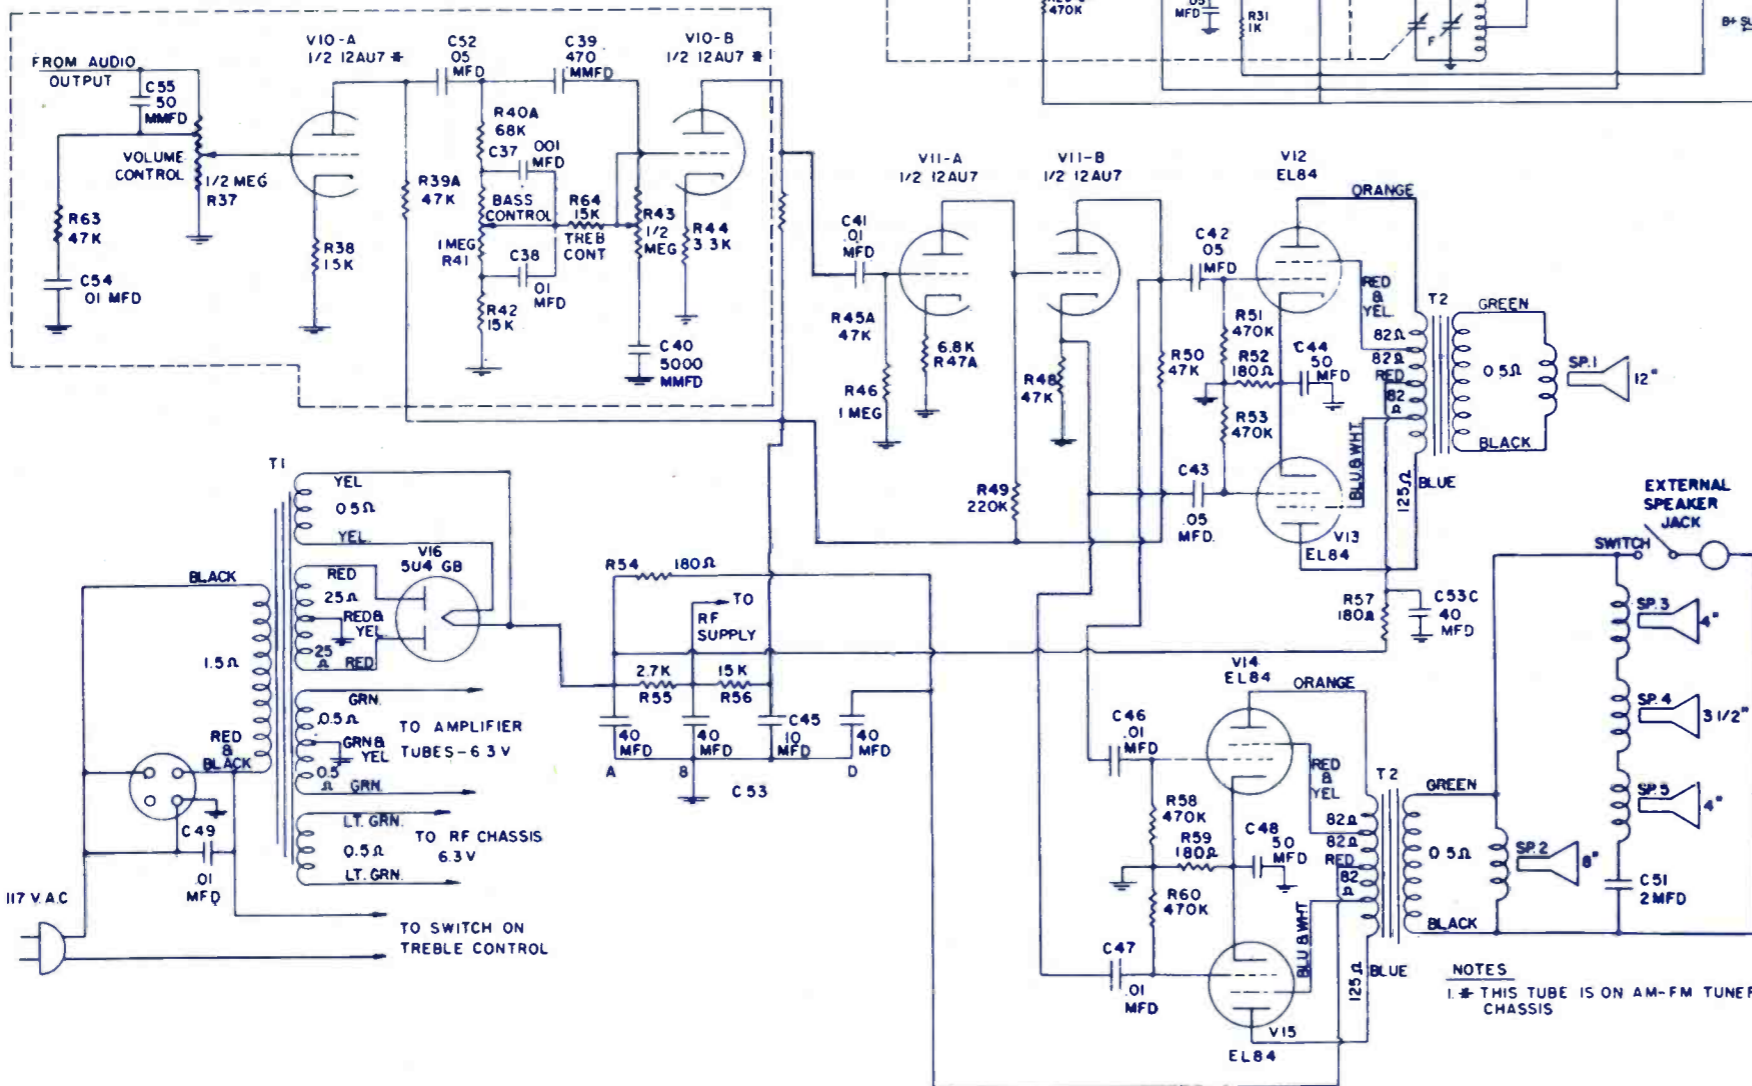 470K
.05
MFD
R31
1K
F
B+
FROM AUDIO
OUTPUT
C55
50
MMFD
VOLUME
CONTROL
1/2 MEG
R37
R63
47K
C54
.01 MFD
V10-A
1/2 12AU7 *
R38
15K
C52
05
MFD
C39
470
MMFD
V10-B
1/2 12AU7 *
R40A
68K
C37
001
MFD
R39A
47K
BASS
CONTROL
1 MEG
R41
R64
15K
TREB
CONT
R43
1/2
MEG
R44
3.3K
C38
.01
MFD
R42
15K
C40
5000
MMFD
C41
.01
MFD
V11-A
1/2 12AU7
V11-B
1/2 12AU7
R45A
47K
R46
1 MEG
6.8K
R47A
R48
47K
R49
220K
R50
47K
C42
05
MFD
V12
EL84
ORANGE
RED
&
YEL.
R51
470K
R52
180Ω
R53
470K
C44
50
MFD
C43
.05
MFD.
V13
EL84
82Ω
82Ω
RED
82
Ω
BLU.&WHT.
125Ω
BLUE
T2
GREEN
0.5Ω
BLACK
SP.1
12"
T1
YEL
0.5Ω
YEL.
V16
5U4 GB
BLACK
RED
25Ω
RED&
YEL
25
Ω
RED
1.5Ω
GRN.
0.5Ω
GRN&
YEL
0.5
Ω
GRN.
TO AMPLIFIER
TUBES-6.3 V
RED
&
BLACK
LT. GRN.
0.5Ω
LT. GRN.
TO RF CHASSIS
6.3V
C49
.01
MFD
117 V.A.C
TO SWITCH ON
TREBLE CONTROL
R54
180Ω
TO
RF
SUPPLY
2.7K
R55
15K
R56
40
MFD
A
40
MFD
B
C45
10
MFD
40
MFD
D
C53
R57
180Ω
C53C
40
MFD
V14
EL84
ORANGE
C46
.01
MFD
RED
&
YEL
R58
470K
R59
180Ω
R60
470K
C48
50
MFD
C47
.01
MFD
V15
EL84
82Ω
82Ω
RED
82
Ω
BLU&WHT
125Ω
BLUE
T2
GREEN
0.5Ω
BLACK
EXTERNAL
SPEAKER
JACK
SWITCH
SP.3
4"
SP.4
3 1/2"
SP.5
4"
SP.2
8"
C51
2MFD
NOTES
1. * THIS TUBE IS ON AM-FM TUNER
CHASSIS